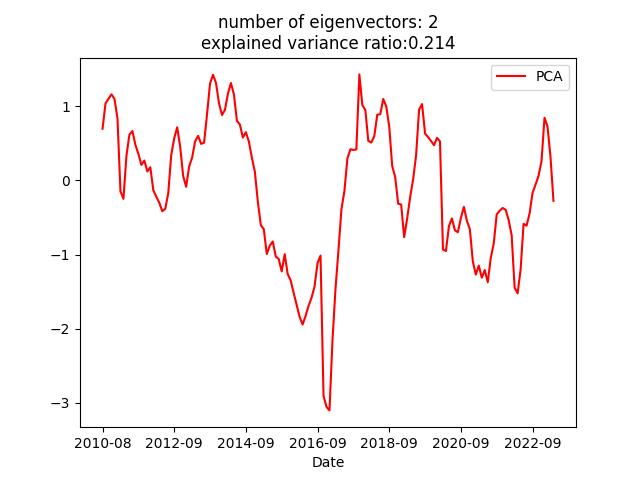 number of eigenvectors: 2
explained variance ratio:0.214
PCA
1
0
−1
−2
−3
2010-08 2012-09 2014-09 2016-09 2018-09 2020-09 2022-09
Date